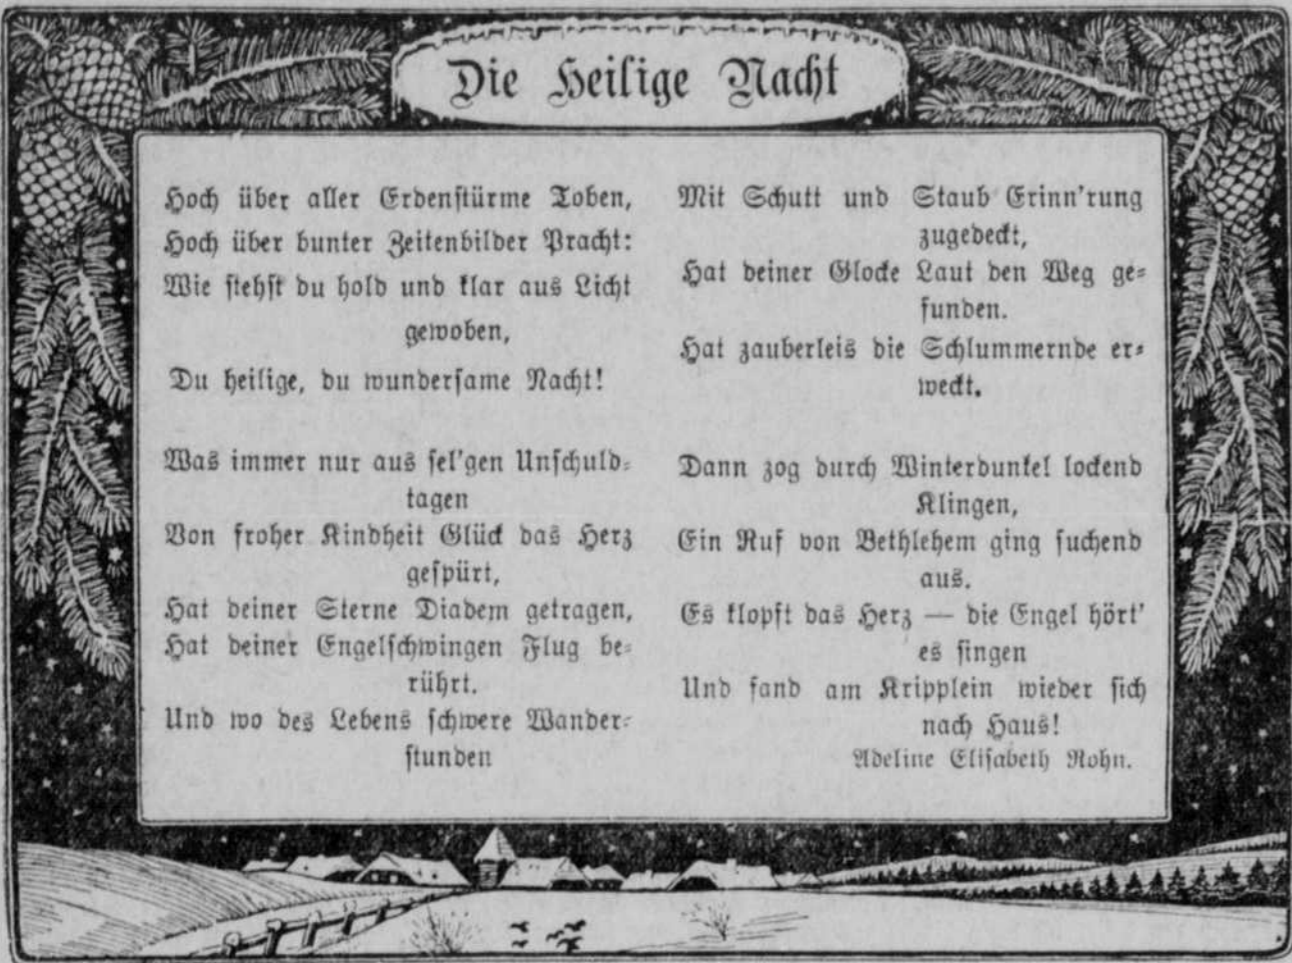 Die Heilige Nacht
Hoch über aller Erdenstürme Toben,
Hoch über bunter Zeitenbilder Pracht:
Wie stehst du hold und klar aus Licht
gewoben,
Du heilige, du wundersame Nacht!
Was immer nur aus sel'gen Unschuld-
tagen
Von froher Kindheit Glück das Herz
gespürt,
Hat deiner Sterne Diadem getragen,
Hat deiner Engelschwingen Flug be-
rührt.
Und wo des Lebens schwere Wander-
stunden
Mit Schutt und Staub Erinn'rung
zugedeckt,
Hat deiner Glocke Laut den Weg ge-
funden.
Hat zauberleis die Schlummernde er-
weckt.
Dann zog durch Winterdunkel lockend
Klingen,
Ein Ruf von Bethlehem ging suchend
aus.
Es klopft das Herz — die Engel hört'
es singen
Und fand am Kripplein wieder sich
nach Haus!
Adeline Elisabeth Rohn.